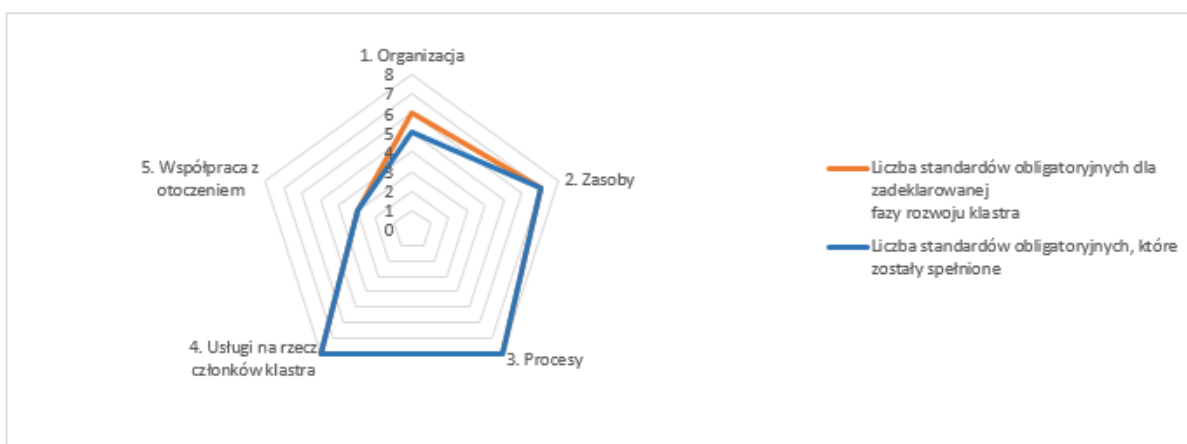 1. Organizacja
8
7
6
5
4
3
2
1
0
2. Zasoby
3. Procesy
4. Usługi na rzecz
członków klastra
5. Współpraca z
otoczeniem
Liczba standardów obligatoryjnych dla
zadeklarowanej
fazy rozwoju klastra
Liczba standardów obligatoryjnych, które
zostały spełnione